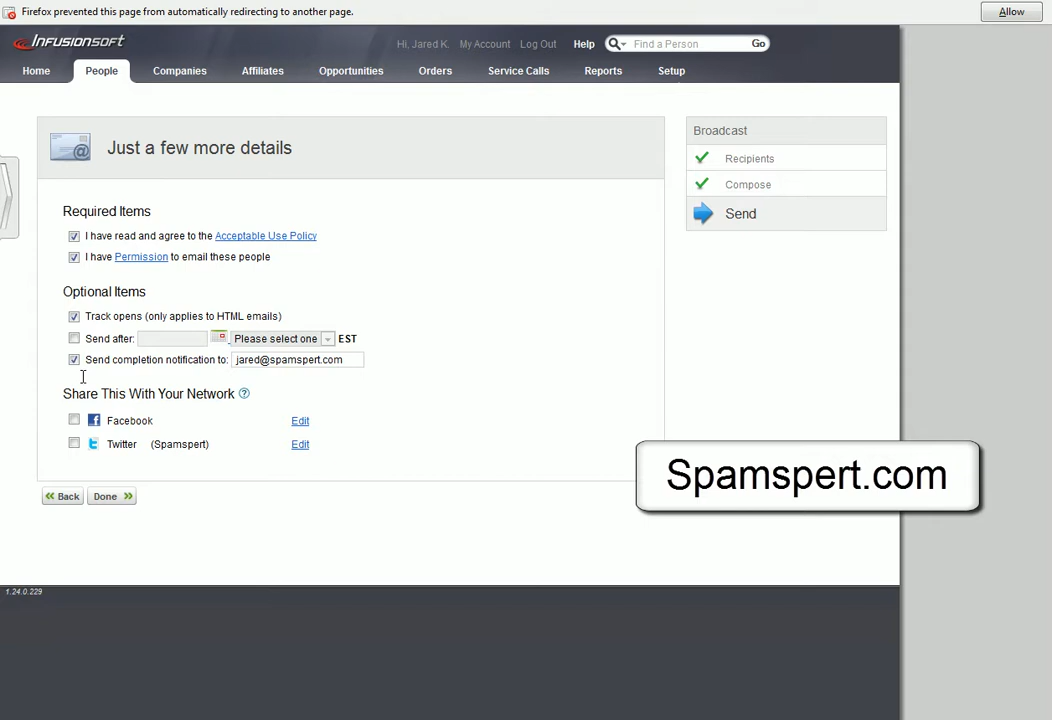 Firefox prevented this page from automatically redirecting to another page.
Allow
Infusionsoft
Hi, Jared K. My Account Log Out Help Find a Person Go
Home People Companies Affiliates Opportunities Orders Service Calls Reports Setup
Just a few more details
Broadcast
Recipients
Compose
Send
Required Items
I have read and agree to the Acceptable Use Policy
I have Permission to email these people
Optional Items
Track opens (only applies to HTML emails)
Send after: Please select one EST
Send completion notification to: jared@spamspert.com
Share This With Your Network ?
Facebook Edit
Twitter (Spamspert) Edit
Spamspert.com
Back Done
1.24.0.229